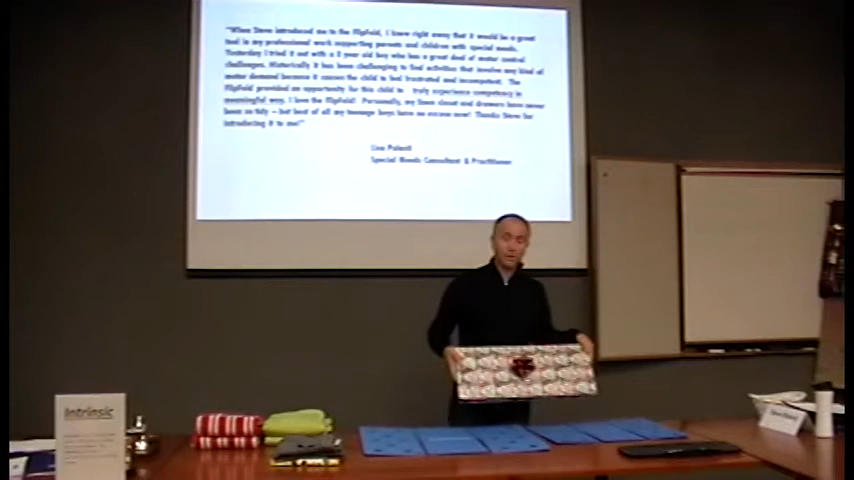 "When Steve introduced me to the FlipFold, I knew right away that it would be a great
tool in my professional work supporting parents and children with special needs.
Yesterday I tried it out with a 8 year old boy who has a great deal of motor control
challenges. Historically it has been challenging to find activities that involve any kind of
motor demand because it causes the child to feel frustrated and incompetent. The
FlipFold provided an opportunity for this child to truly experience competency in
meaningful way. I love the FlipFold! Personally, my linen closet and drawers have never
been so tidy – but best of all my teenage boys have no excuse now! Thanks Steve for
introducing it to me!"
Lisa
Special Needs Consultant & Practitioner
Intrinsic